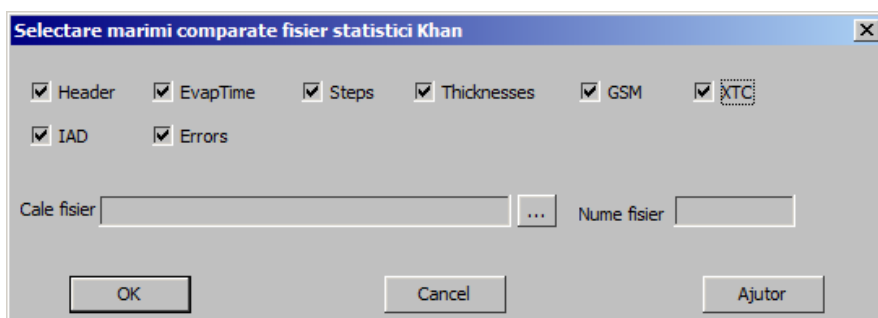 Selectare marimi comparate fisier statistici Khan
Header EvapTime Steps Thicknesses GSM XTC
IAD Errors
Cale fisier ... Nume fisier
OK Cancel Ajutor